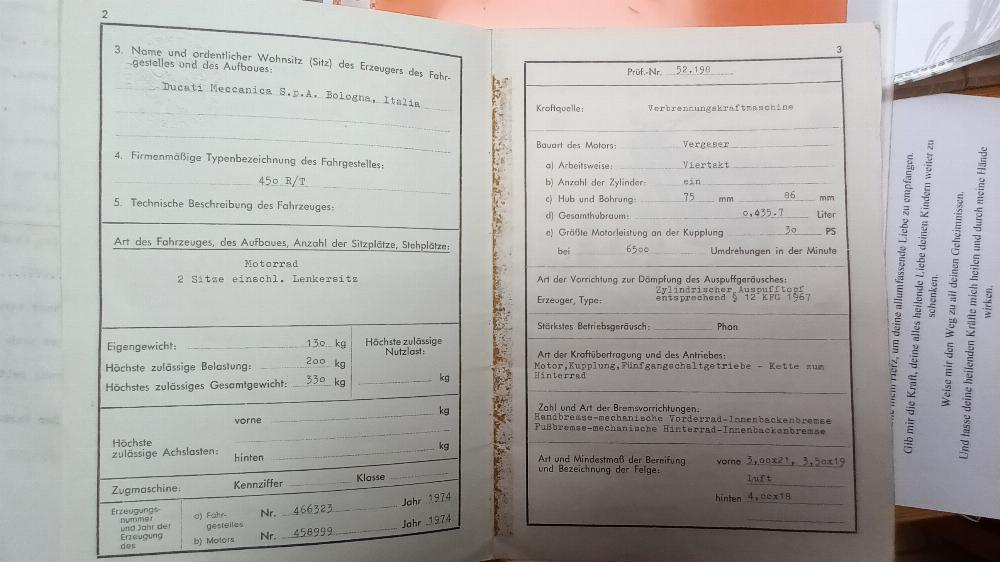 2
3. Name und ordentlicher Wohnsitz (Sitz) des Erzeugers des Fahr-
gestelles und des Aufbaues:
Ducati Meccanica S.p.A. Bologna, Italia
4. Firmenmäßige Typenbezeichnung des Fahrgestelles:
450 R/T
5. Technische Beschreibung des Fahrzeuges:
Art des Fahrzeuges, des Aufbaues, Anzahl der Sitzplätze, Stehplätze:
Motorrad
2 Sitze einschl. Lenkersitz
Eigengewicht: 130 kg
Höchste zulässige Belastung: 200 kg
Höchstes zulässiges Gesamtgewicht: 330 kg
Höchste zulässige
Nutzlast:
kg
Höchste
zulässige Achslasten:
vorne kg
hinten kg
Zugmaschine: Kennziffer Klasse
Erzeugungs-
nummer
und Jahr der
Erzeugung
des
a) Fahr-
gestelles Nr. 466323 Jahr 1974
b) Motors Nr. 458999 Jahr 1974
3
Prüf.-Nr. 52.190
Kraftquelle: Verbrennungskraftmaschine
Bauart des Motors: Vergaser
a) Arbeitsweise: Viertakt
b) Anzahl der Zylinder: ein
c) Hub und Bohrung: 75 mm 86 mm
d) Gesamthubraum: 0,435.7 Liter
e) Größte Motorleistung an der Kupplung 30 PS
bei 6500 Umdrehungen in der Minute
Art der Vorrichtung zur Dämpfung des Auspuffgeräusches:
Zylindrischer Auspufftopf
Erzeuger, Type: entsprechend § 12 KFG 1967
Stärkstes Betriebsgeräusch: Phon
Art der Kraftübertragung und des Antriebes:
Motor,Kupplung,Fünfgangschaltgetriebe - Kette zum
Hinterrad
Zahl und Art der Bremsvorrichtungen:
Handbremse-mechanische Vorderrad-Innenbackenbremse
Fußbremse-mechanische Hinterrad-Innenbackenbremse
Art und Mindestmaß der Bereifung
und Bezeichnung der Felge:
vorne 3,00x21, 3,50x19
Luft
hinten 4,00x18
Herz, um deine allumfassende Liebe zu empfangen.
Gib mir die Kraft, deine alles heilende Liebe deinen Kindern weiter zu
schenken.
Weise mir den Weg zu all deinen Geheimnissen.
Und lasse deine heilenden Kräfte mich heilen und durch meine Hände
wirken.